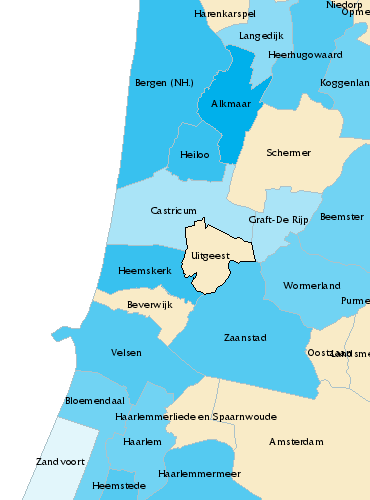 Niedorp
Harenkarspel
Opme
Langedijk
Heerhugowaard
Bergen (NH.)
Koggenlan
Alkmaar
Schermer
Heiloo
Castricum
Graft-De Rijp
Beemster
Uitgeest
Heemskerk
Wormerland
Purme
Beverwijk
Zaanstad
Velsen
Oostzaan
Landsme
Bloemendaal
Haarlemmerliede en Spaarnwoude
Haarlem
Amsterdam
Zandvoort
Haarlemmermeer
Heemstede